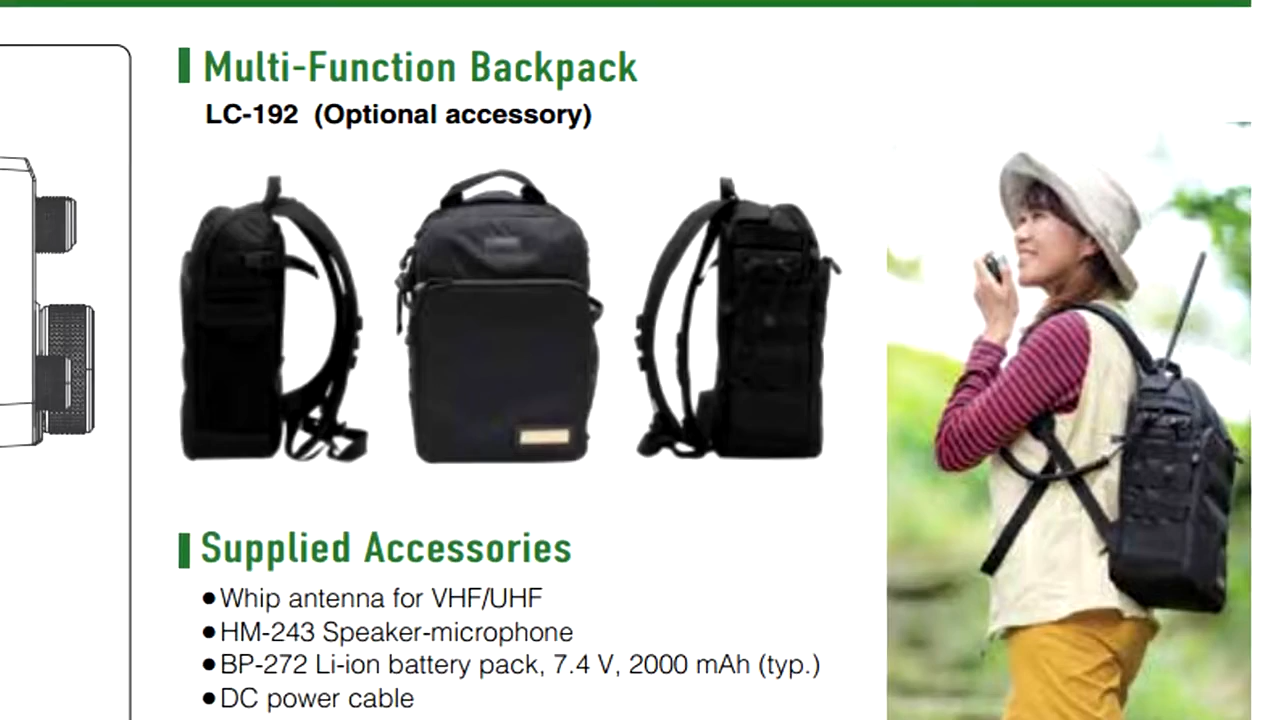 Multi-Function Backpack
LC-192 (Optional accessory)
Supplied Accessories
●Whip antenna for VHF/UHF
●HM-243 Speaker-microphone
●BP-272 Li-ion battery pack, 7.4 V, 2000 mAh (typ.)
●DC power cable